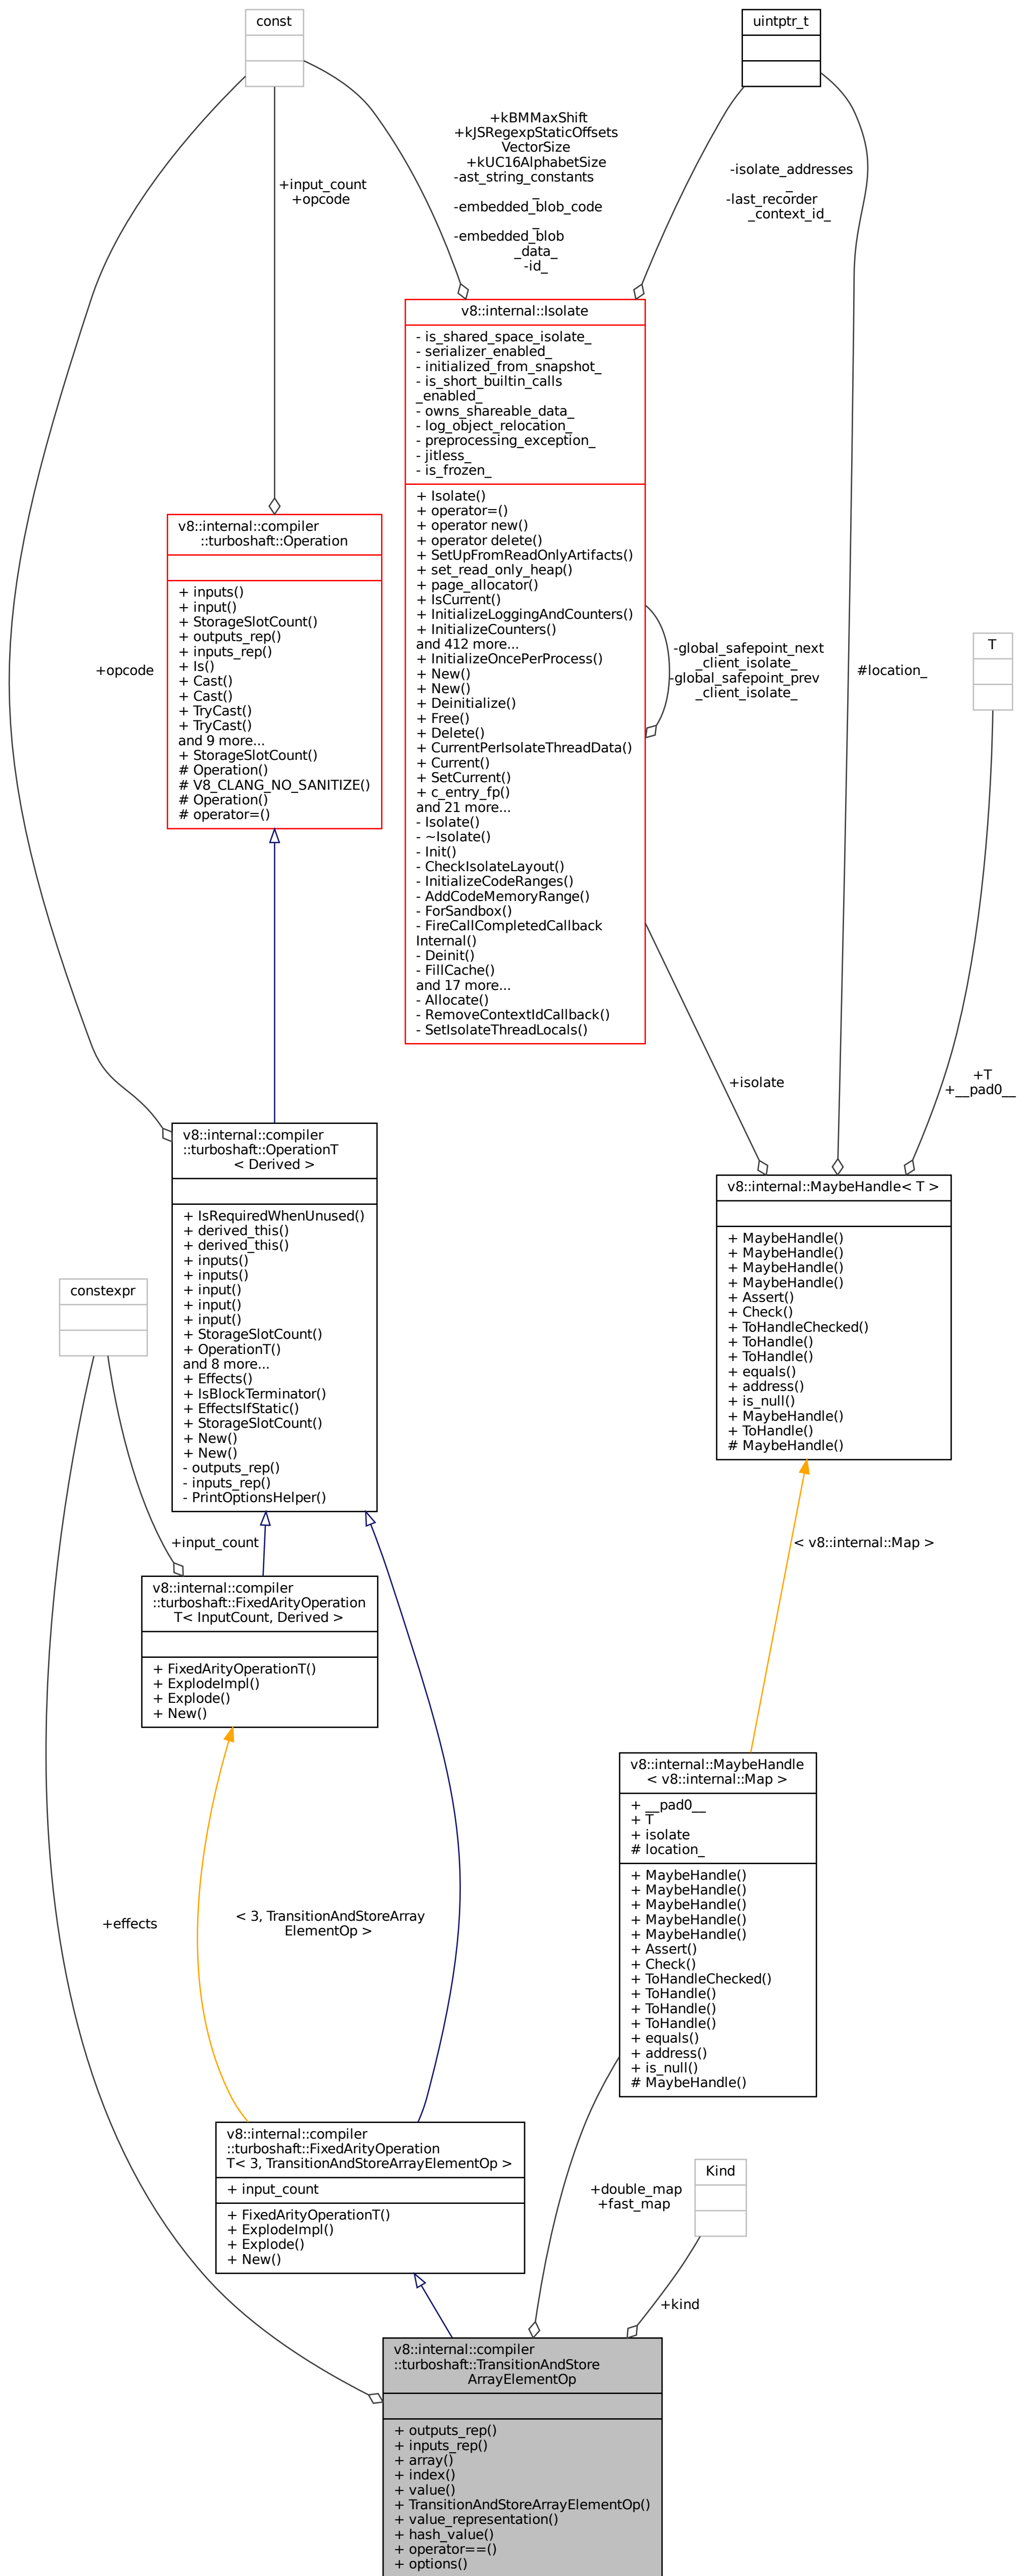 const
uintptr_t
+kBMMaxShift
+kJSRegexpStaticOffsets
VectorSize
+kUC16AlphabetSize
-ast_string_constants
_
-embedded_blob_code
_
-embedded_blob
_data_
-id_
-isolate_addresses
_
-last_recorder
_context_id_
+input_count
+opcode
v8::internal::Isolate
- is_shared_space_isolate_
- serializer_enabled_
- initialized_from_snapshot_
- is_short_builtin_calls
_enabled_
- owns_shareable_data_
- log_object_relocation_
- preprocessing_exception_
- jitless_
- is_frozen_
+ Isolate()
+ operator=()
+ operator new()
+ operator delete()
+ SetUpFromReadOnlyArtifacts()
+ set_read_only_heap()
+ page_allocator()
+ IsCurrent()
+ InitializeLoggingAndCounters()
+ InitializeCounters()
and 412 more...
+ InitializeOncePerProcess()
+ New()
+ New()
+ Deinitialize()
+ Free()
+ Delete()
+ CurrentPerIsolateThreadData()
+ Current()
+ SetCurrent()
+ c_entry_fp()
and 21 more...
- Isolate()
- ~Isolate()
- Init()
- CheckIsolateLayout()
- InitializeCodeRanges()
- AddCodeMemoryRange()
- ForSandbox()
- FireCallCompletedCallback
Internal()
- Deinit()
- FillCache()
and 17 more...
- Allocate()
- RemoveContextIdCallback()
- SetIsolateThreadLocals()
v8::internal::compiler
::turboshaft::Operation
+ inputs()
+ input()
+ StorageSlotCount()
+ outputs_rep()
+ inputs_rep()
+ Is()
+ Cast()
+ Cast()
+ TryCast()
+ TryCast()
and 9 more...
+ StorageSlotCount()
# Operation()
# V8_CLANG_NO_SANITIZE()
# Operation()
# operator=()
+opcode
-global_safepoint_next
_client_isolate_
-global_safepoint_prev
_client_isolate_
#location_
T
+isolate
+T
+__pad0__
v8::internal::compiler
::turboshaft::OperationT
< Derived >
+ IsRequiredWhenUnused()
+ derived_this()
+ derived_this()
+ inputs()
+ inputs()
+ input()
+ input()
+ input()
+ StorageSlotCount()
+ OperationT()
and 8 more...
+ Effects()
+ IsBlockTerminator()
+ EffectsIfStatic()
+ StorageSlotCount()
+ New()
+ New()
- outputs_rep()
- inputs_rep()
- PrintOptionsHelper()
v8::internal::MaybeHandle< T >
+ MaybeHandle()
+ MaybeHandle()
+ MaybeHandle()
+ MaybeHandle()
+ Assert()
+ Check()
+ ToHandleChecked()
+ ToHandle()
+ ToHandle()
+ equals()
+ address()
+ is_null()
+ MaybeHandle()
+ ToHandle()
# MaybeHandle()
constexpr
+input_count
< v8::internal::Map >
v8::internal::compiler
::turboshaft::FixedArityOperation
T< InputCount, Derived >
+ FixedArityOperationT()
+ ExplodeImpl()
+ Explode()
+ New()
v8::internal::MaybeHandle
< v8::internal::Map >
+ __pad0__
+ T
+ isolate
# location_
+ MaybeHandle()
+ MaybeHandle()
+ MaybeHandle()
+ MaybeHandle()
+ MaybeHandle()
+ Assert()
+ Check()
+ ToHandleChecked()
+ ToHandle()
+ ToHandle()
+ ToHandle()
+ equals()
+ address()
+ is_null()
# MaybeHandle()
+effects
< 3, TransitionAndStoreArray
ElementOp >
v8::internal::compiler
::turboshaft::FixedArityOperation
T< 3, TransitionAndStoreArrayElementOp >
+ input_count
+ FixedArityOperationT()
+ ExplodeImpl()
+ Explode()
+ New()
+double_map
+fast_map
Kind
+kind
v8::internal::compiler
::turboshaft::TransitionAndStore
ArrayElementOp
+ outputs_rep()
+ inputs_rep()
+ array()
+ index()
+ value()
+ TransitionAndStoreArrayElementOp()
+ value_representation()
+ hash_value()
+ operator==()
+ options()